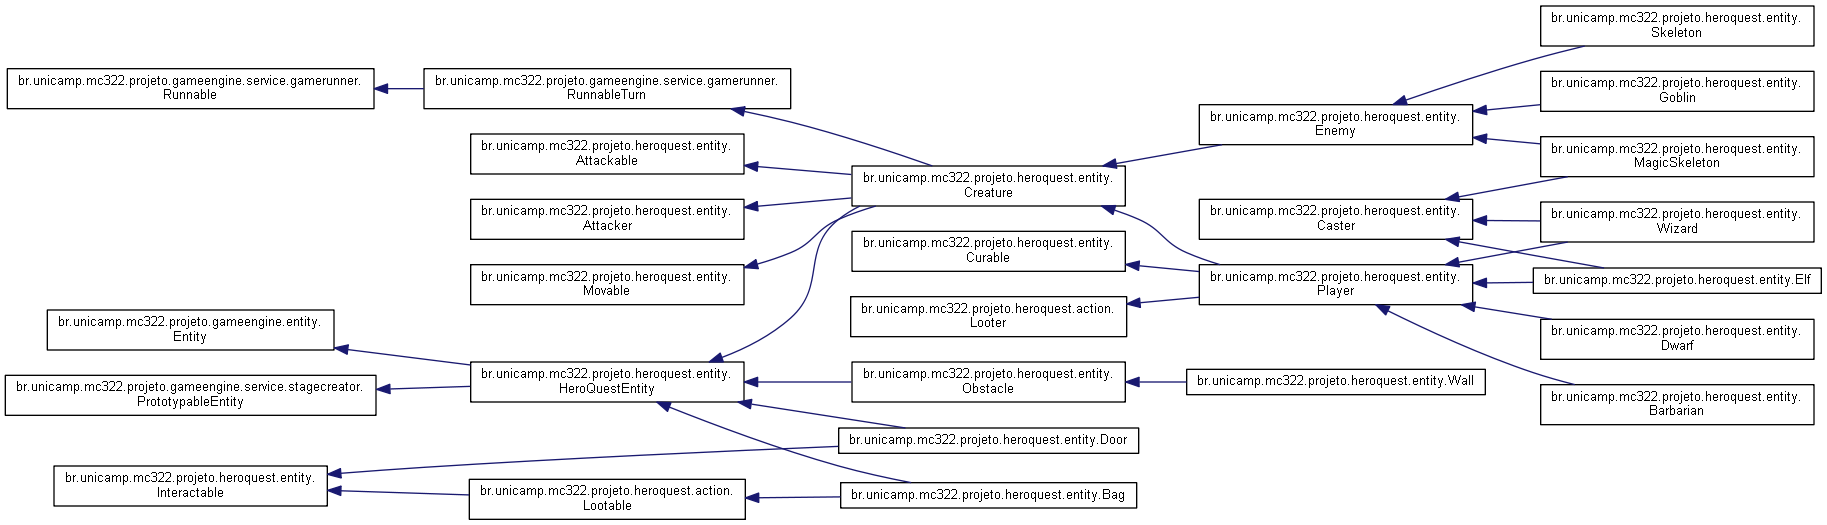 br.unicamp.mc322.projeto.gameengine.service.gamerunner.
Runnable
br.unicamp.mc322.projeto.gameengine.service.gamerunner.
RunnableTurn
br.unicamp.mc322.projeto.heroquest.entity.
Attackable
br.unicamp.mc322.projeto.heroquest.entity.
Attacker
br.unicamp.mc322.projeto.heroquest.entity.
Movable
br.unicamp.mc322.projeto.gameengine.entity.
Entity
br.unicamp.mc322.projeto.gameengine.service.stagecreator.
PrototypableEntity
br.unicamp.mc322.projeto.heroquest.entity.
HeroQuestEntity
br.unicamp.mc322.projeto.heroquest.entity.
Interactable
br.unicamp.mc322.projeto.heroquest.action.
Lootable
br.unicamp.mc322.projeto.heroquest.entity.
Creature
br.unicamp.mc322.projeto.heroquest.entity.
Curable
br.unicamp.mc322.projeto.heroquest.action.
Looter
br.unicamp.mc322.projeto.heroquest.entity.
Obstacle
br.unicamp.mc322.projeto.heroquest.entity.Door
br.unicamp.mc322.projeto.heroquest.entity.Bag
br.unicamp.mc322.projeto.heroquest.entity.
Enemy
br.unicamp.mc322.projeto.heroquest.entity.
Caster
br.unicamp.mc322.projeto.heroquest.entity.
Player
br.unicamp.mc322.projeto.heroquest.entity.Wall
br.unicamp.mc322.projeto.heroquest.entity.
Skeleton
br.unicamp.mc322.projeto.heroquest.entity.
Goblin
br.unicamp.mc322.projeto.heroquest.entity.
MagicSkeleton
br.unicamp.mc322.projeto.heroquest.entity.
Wizard
br.unicamp.mc322.projeto.heroquest.entity.Elf
br.unicamp.mc322.projeto.heroquest.entity.
Dwarf
br.unicamp.mc322.projeto.heroquest.entity.
Barbarian